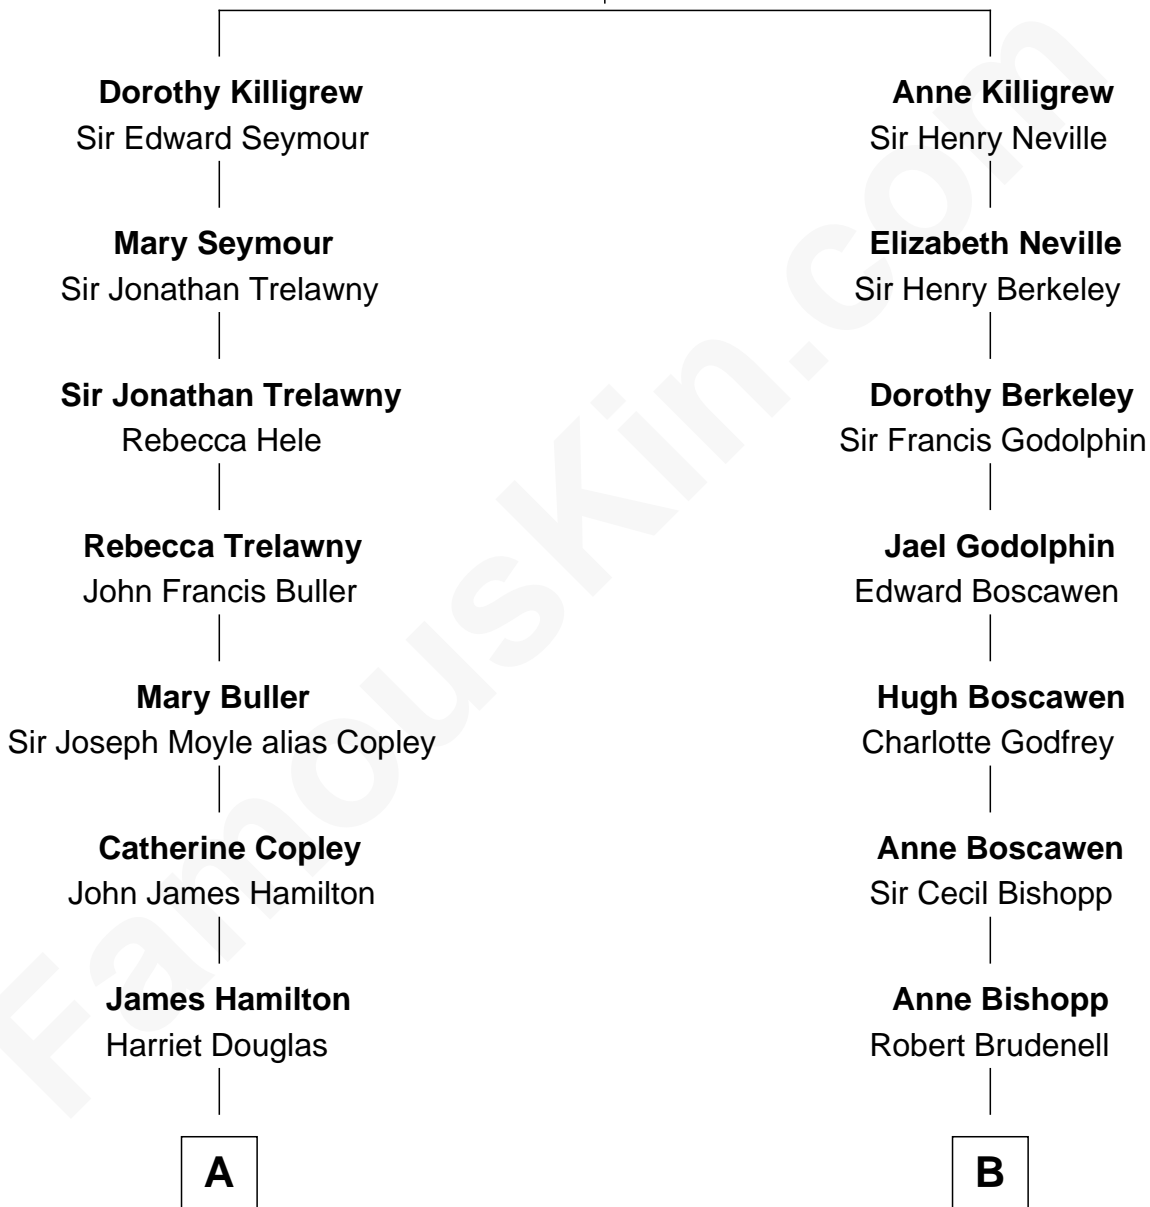 Dorothy Killigrew
Sir Edward Seymour
Mary Seymour
Sir Jonathan Trelawny
Sir Jonathan Trelawny
Rebecca Hele
Rebecca Trelawny
John Francis Buller
Mary Buller
Sir Joseph Moyle alias Copley
Catherine Copley
John James Hamilton
James Hamilton
Harriet Douglas
A
Anne Killigrew
Sir Henry Neville
Elizabeth Neville
Sir Henry Berkeley
Dorothy Berkeley
Sir Francis Godolphin
Jael Godolphin
Edward Boscawen
Hugh Boscawen
Charlotte Godfrey
Anne Boscawen
Sir Cecil Bishopp
Anne Bishopp
Robert Brudenell
B
FamousKin.com